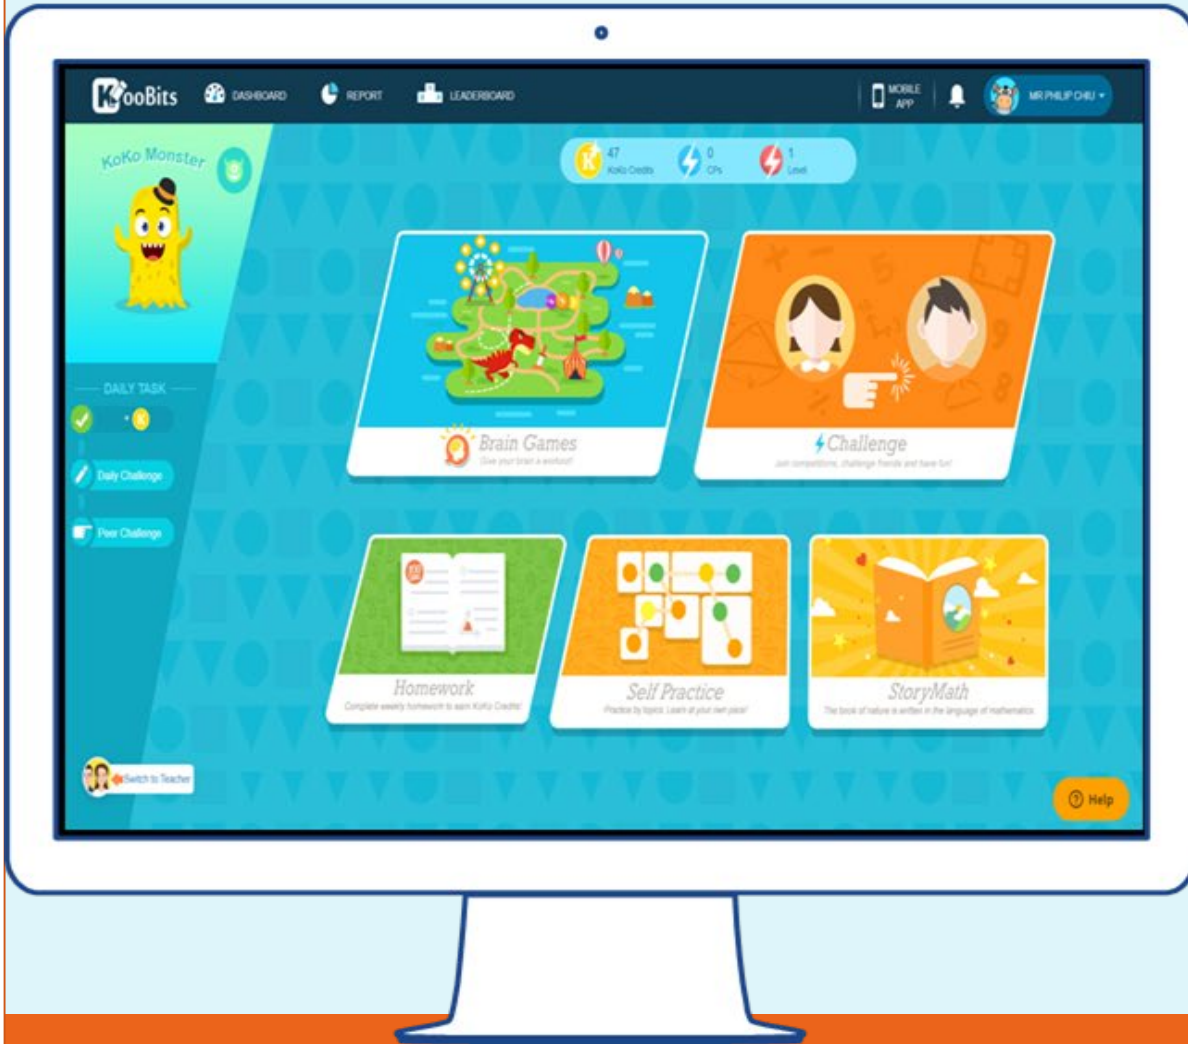 KooBits
DASHBOARD
REPORT
LEADERBOARD
MOBILE APP
MR PHILIP CHIU
KoKo Monster
47
KoKo Credits
0
CPs
1
Level
DAILY TASK
+ K
Daily Challenge
Peer Challenge
Brain Games
Give your brain a workout!
Challenge
Join competitions, challenge friends and have fun!
Homework
Complete weekly homework to earn KoKo Credits!
Self Practice
Practice by topics. Learn at your own pace!
StoryMath
The book of nature is written in the language of mathematics
Switch to Teacher
Help